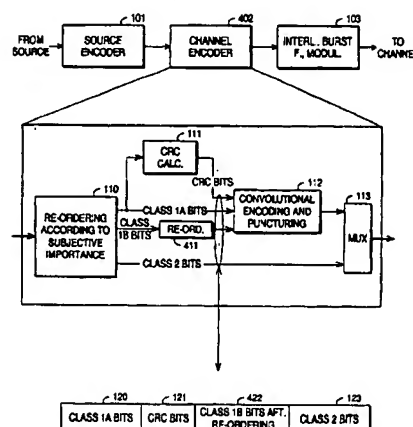 101
402
103
FROM SOURCE
SOURCE ENCODER
CHANNEL ENCODER
INTERL. BURST F., MODUL.
TO CHANNE
111
CRC CALC.
CRC BITS
110
112
113
RE-ORDERING ACCORDING TO SUBJECTIVE IMPORTANCE
CLASS 1A BITS
CLASS 1B BITS
RE-ORD.
411
CONVOLUTIONAL ENCODING AND PUNCTURING
MUX
CLASS 2 BITS
120
121
422
123
CLASS 1A BITS
CRC BITS
CLASS 1B BITS AFT. RE-ORDERING
CLASS 2 BITS